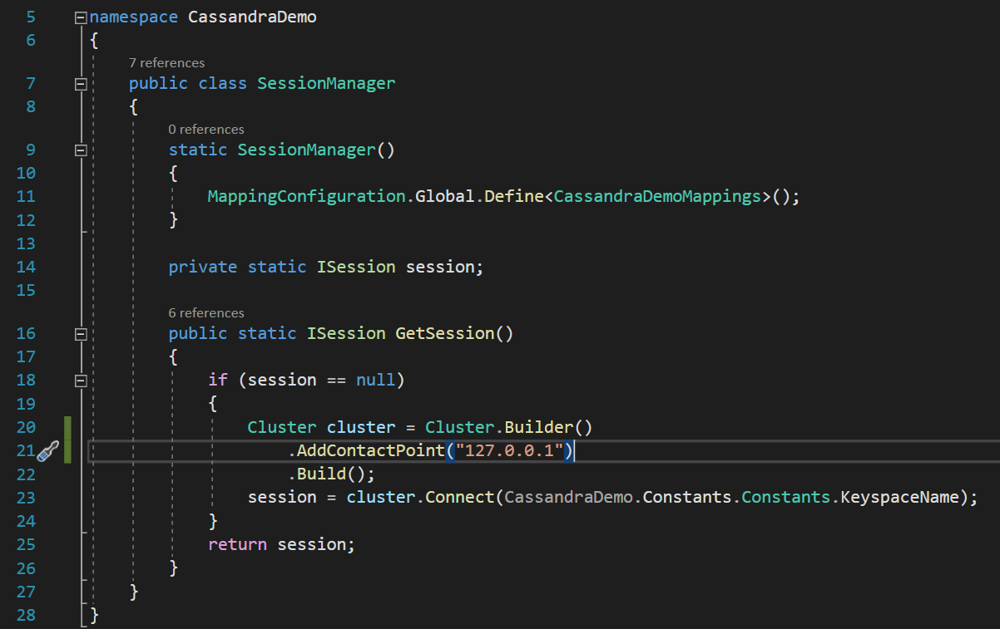 5 namespace CassandraDemo
6 {
7 references
7 public class SessionManager
8 {
0 references
9 static SessionManager()
10 {
11 MappingConfiguration.Global.Define<CassandraDemoMappings>();
12 }
13
14 private static ISession session;
15
6 references
16 public static ISession GetSession()
17 {
18 if (session == null)
19 {
20 Cluster cluster = Cluster.Builder()
21 .AddContactPoint("127.0.0.1")
22 .Build();
23 session = cluster.Connect(CassandraDemo.Constants.Constants.KeyspaceName);
24 }
25 return session;
26 }
27 }
28 }